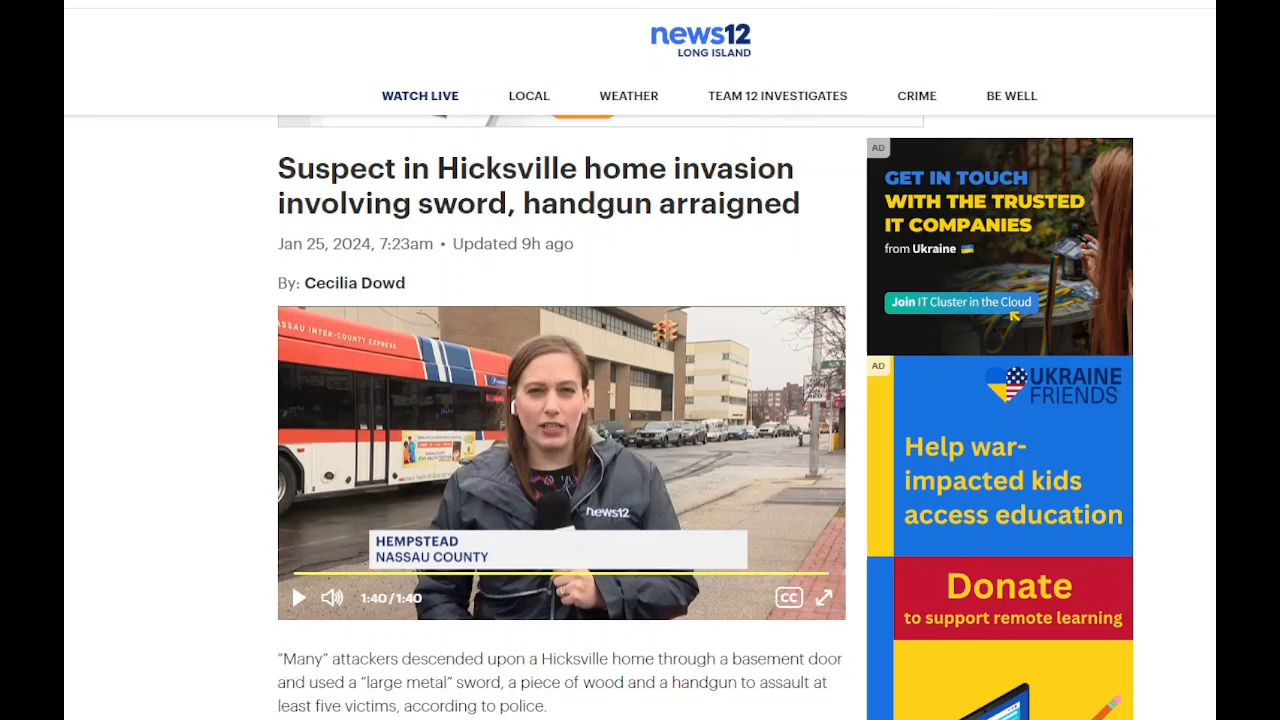 news12
LONG ISLAND
WATCH LIVE
LOCAL
WEATHER
TEAM 12 INVESTIGATES
CRIME
BE WELL
Suspect in Hicksville home invasion
involving sword, handgun arraigned
Jan 25, 2024, 7:23am • Updated 9h ago
By: Cecilia Dowd
NASSAU INTER-COUNTY EXPRESS
news12
HEMPSTEAD
NASSAU COUNTY
1:40/1:40
CC
“Many” attackers descended upon a Hicksville home through a basement door
and used a “large metal” sword, a piece of wood and a handgun to assault at
least five victims, according to police.
AD
GET IN TOUCH
WITH THE TRUSTED
IT COMPANIES
from Ukraine
Join IT Cluster in the Cloud
AD
UKRAINE
FRIENDS
Help war-
impacted kids
access education
Donate
to support remote learning